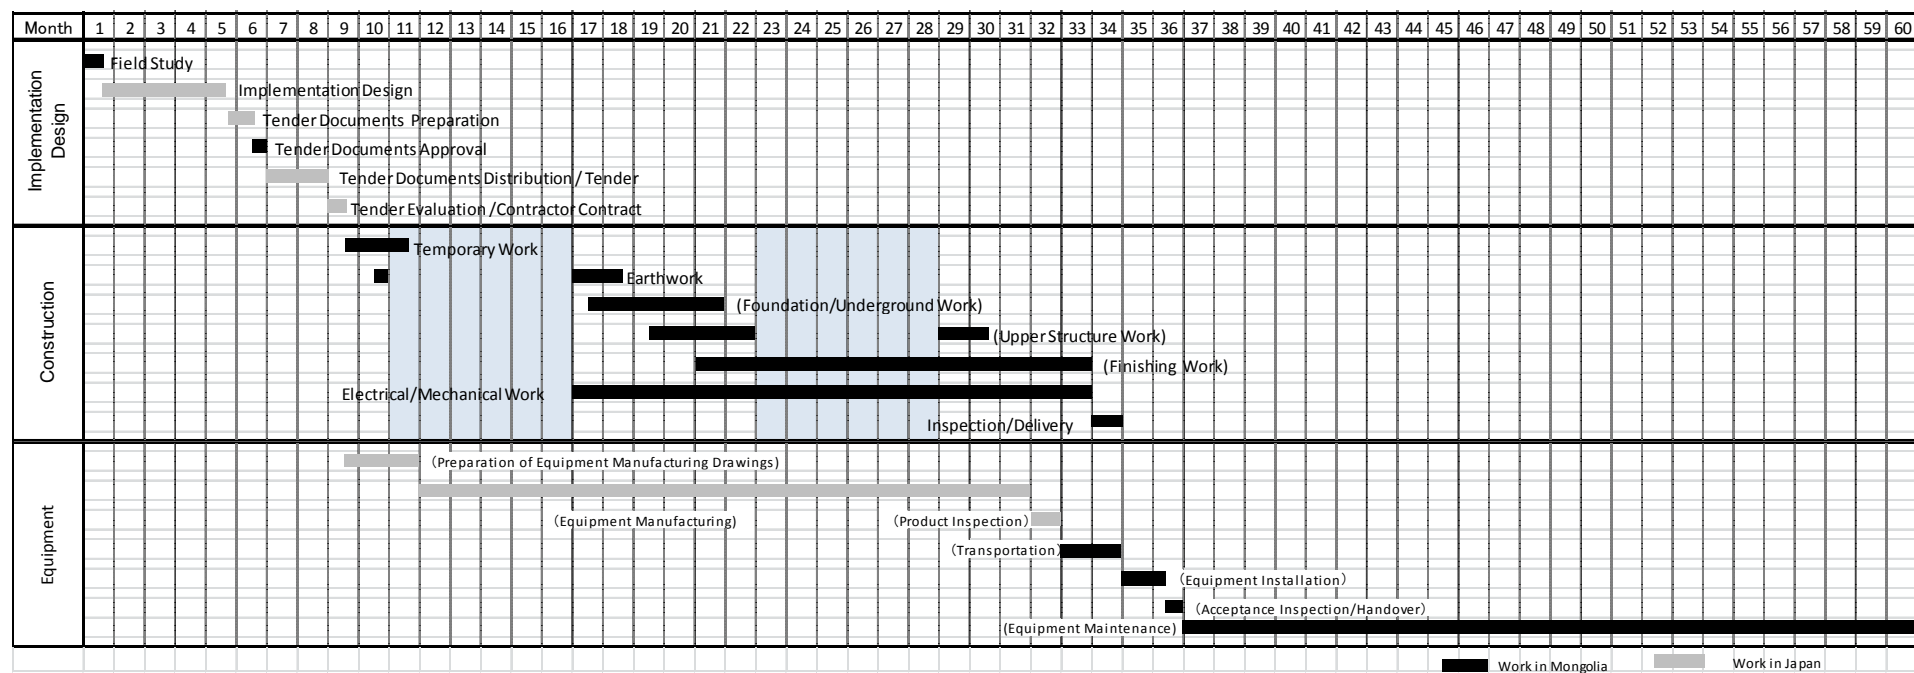 Month 1 2 3 4 5 6 7 8 9 10 11 12 13 14 15 16 17 18 19 20 21 22 23 24 25 26 27 28 29 30 31 32 33 34 35 36 37 38 39 40 41 42 43 44 45 46 47 48 49 50 51 52 53 54 55 56 57 58 59 60
Implementation
Design
Field Study
Implementation Design
Tender Documents Preparation
Tender Documents Approval
Tender Documents Distribution / Tender
Tender Evaluation /Contractor Contract
Construction
Temporary Work
Earthwork
(Foundation/Underground Work)
(Upper Structure Work)
(Finishing Work)
Electrical/Mechanical Work
Inspection/Delivery
Equipment
(Preparation of Equipment Manufacturing Drawings)
(Equipment Manufacturing) (Product Inspection)
(Transportation)
(Equipment Installation)
(Acceptance Inspection/Handover)
(Equipment Maintenance)
Work in Mongolia Work in Japan